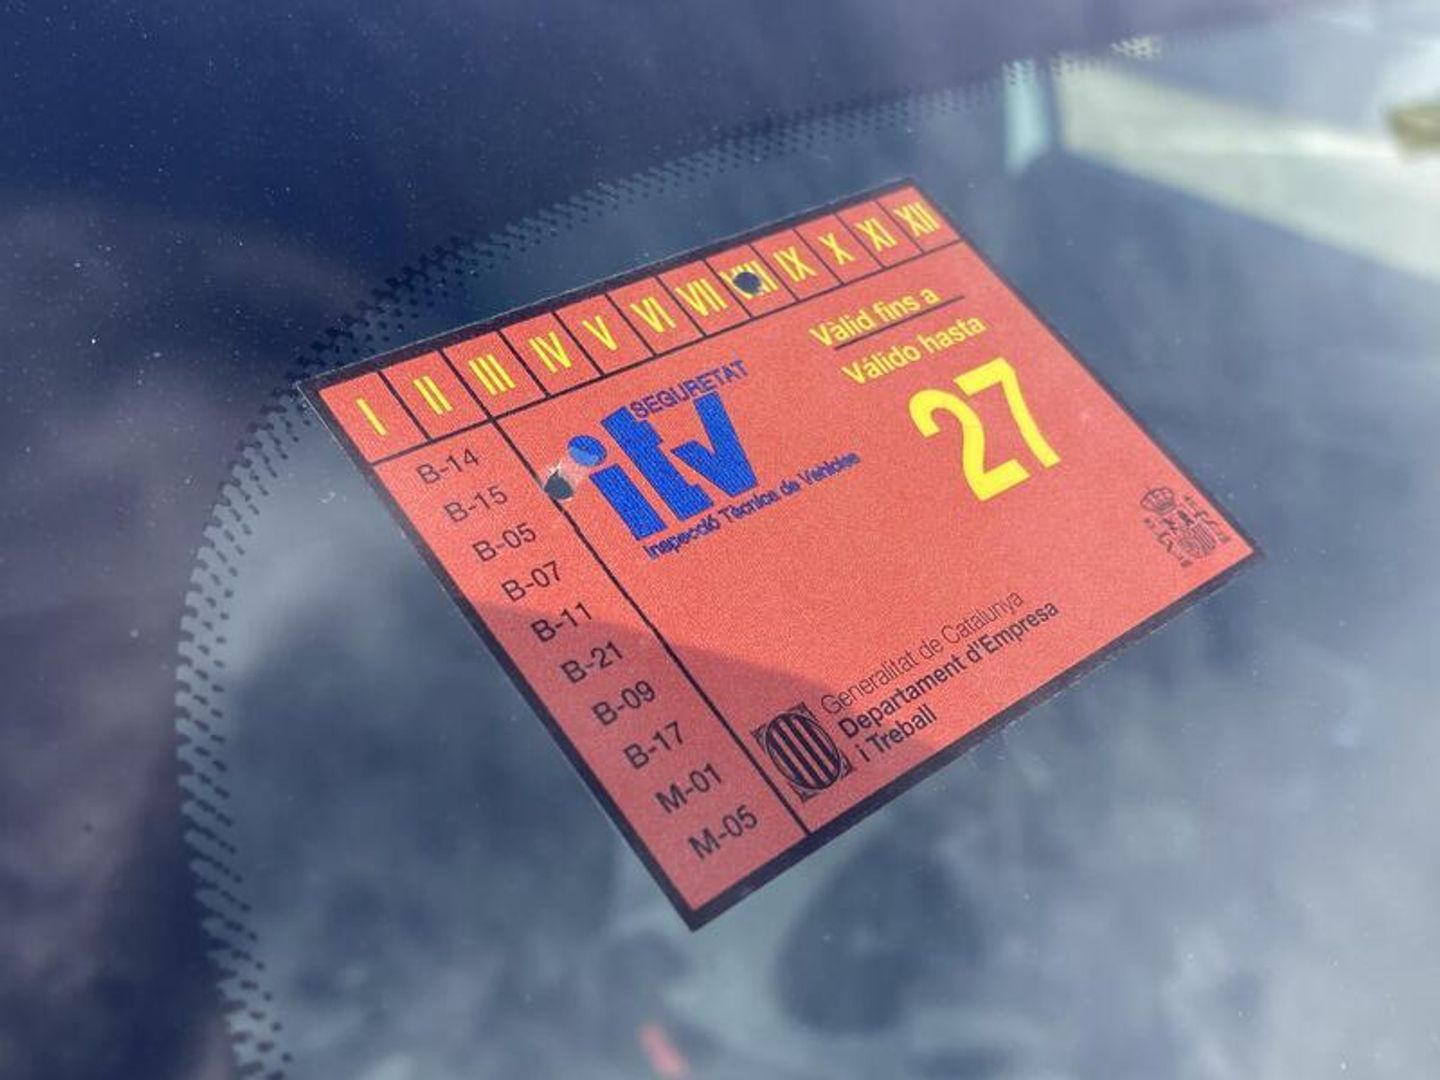 I II III IV V VI VII VIII IX X XI XII
Vàlid fins a
Válido hasta
27
SEGURETAT
itv
Inspecció Tècnica de Vehicles
B-14
B-15
B-05
B-07
B-11
B-21
B-09
B-17
M-01
M-05
Generalitat de Catalunya
Departament d'Empresa
i Treball